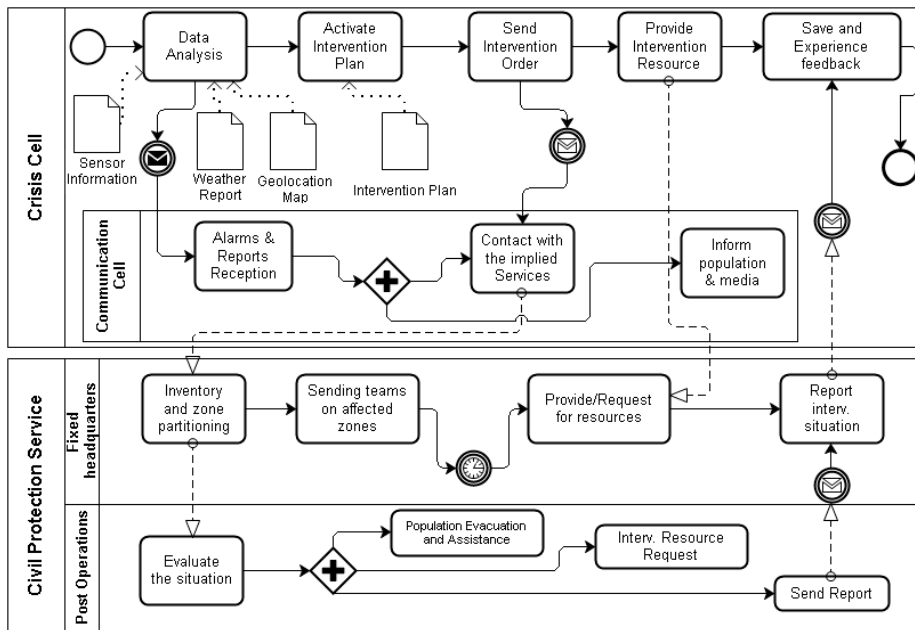 Crisis Cell
Data
Analysis
Activate
Intervention
Plan
Send
Intervention
Order
Provide
Intervention
Resource
Save and
Experience
feedback
Sensor
Information
Weather
Report
Geolocation
Map
Intervention Plan
Communication
Cell
Alarms &
Reports
Reception
Contact with
the implied
Services
Inform
population
& media
Civil Protection Service
Fixed
headquarters
Inventory
and zone
partitioning
Sending teams
on affected
zones
Provide/Request
for resources
Report
interv.
situation
Post Operations
Evaluate
the situation
Population Evacuation
and Assistance
Interv. Resource
Request
Send Report